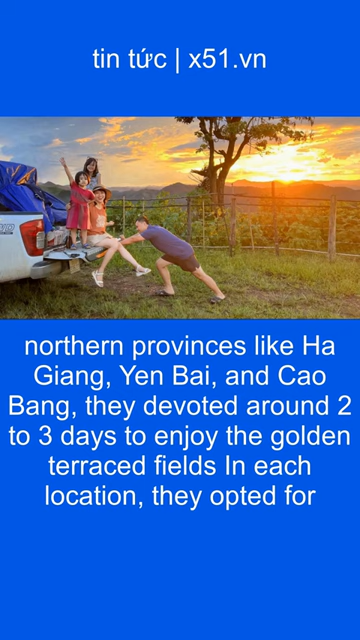 tin tức | x51.vn
northern provinces like Ha
Giang, Yen Bai, and Cao
Bang, they devoted around 2
to 3 days to enjoy the golden
terraced fields In each
location, they opted for